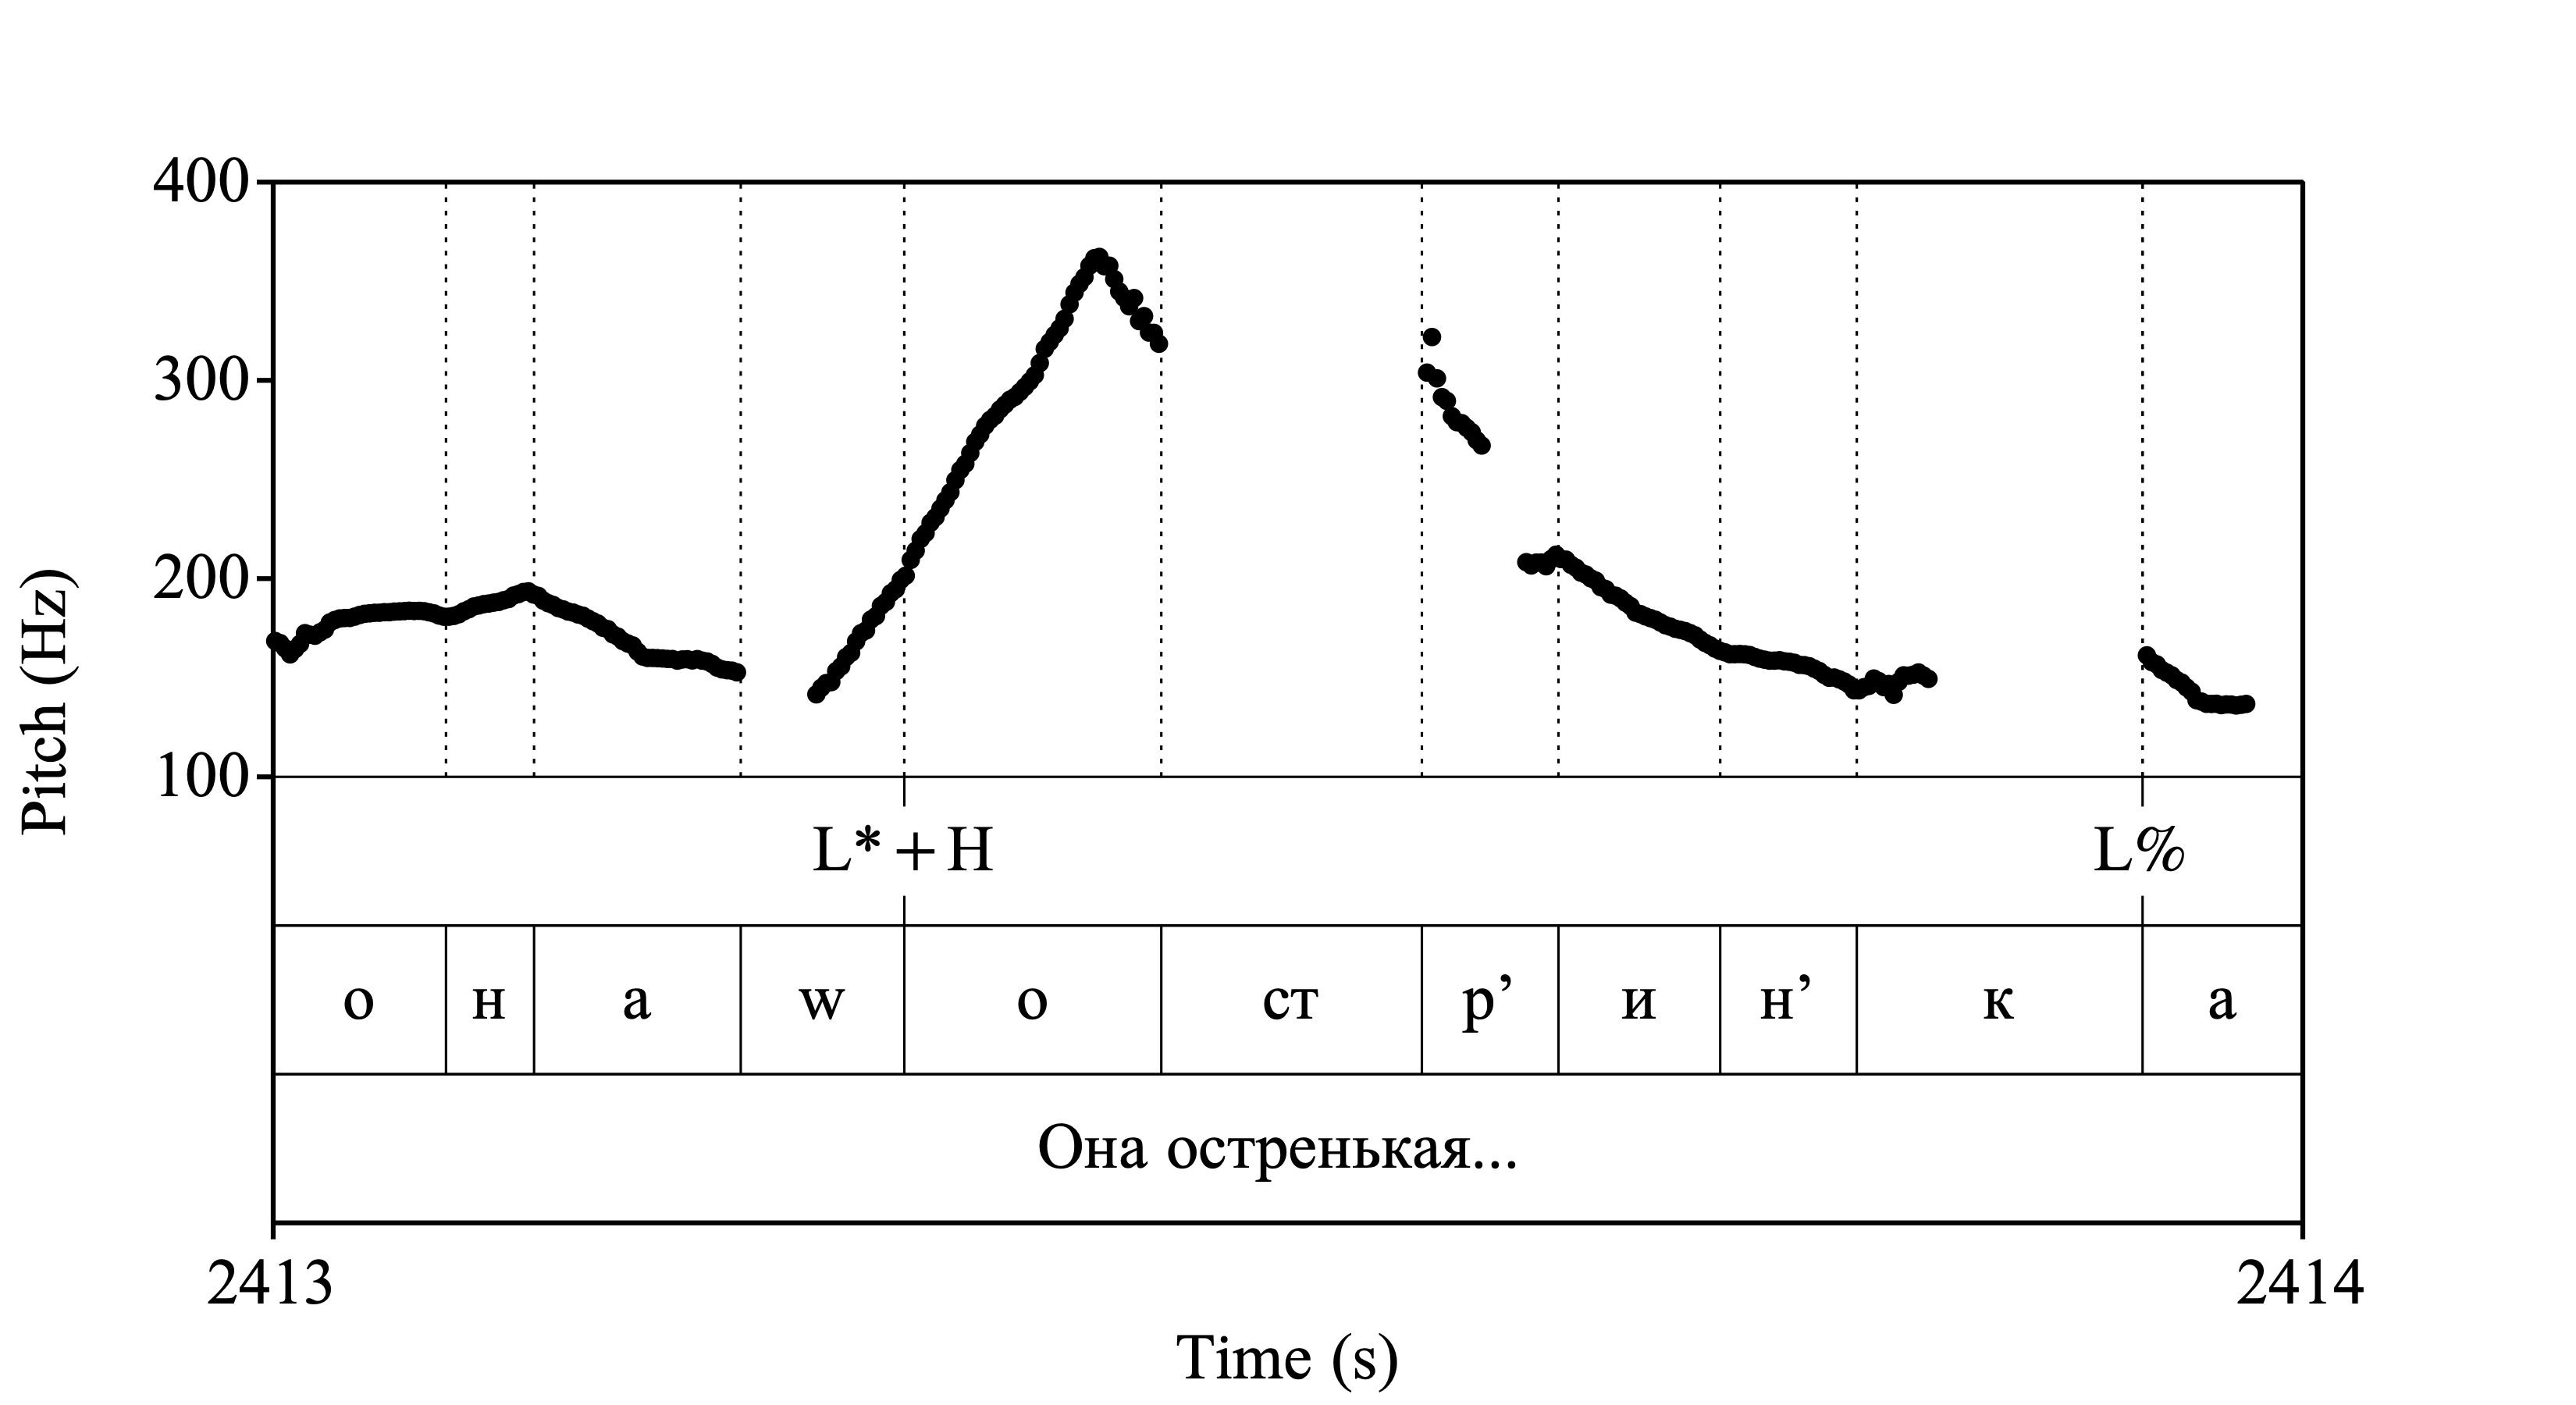 400
300
200
100
Pitch (Hz)
L*+H L%
о н а w о ст р’ и н’ к а
Она остренькая...
2413 2414
Time (s)